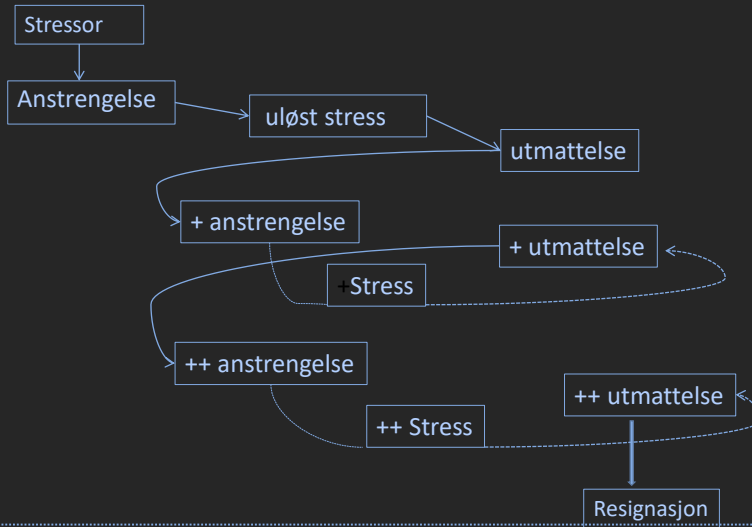 Stressor
Anstrengelse
uløst stress
utmattelse
+ anstrengelse
+ utmattelse
+Stress
++ anstrengelse
++ utmattelse
++ Stress
Resignasjon